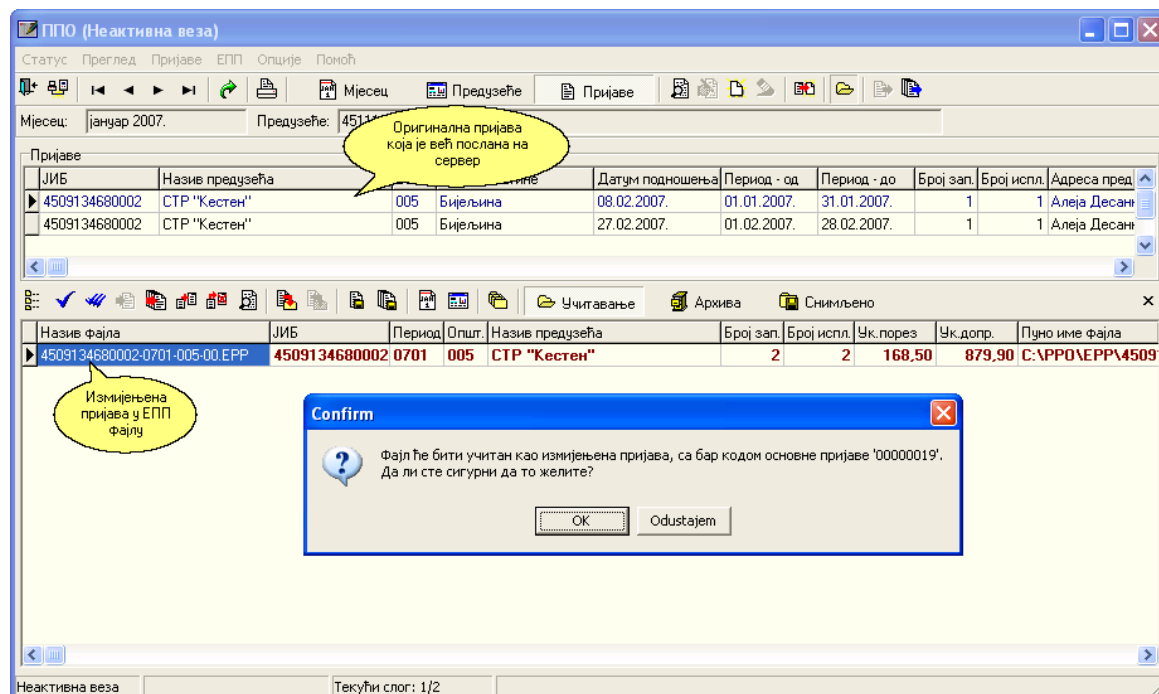 ППО (Неактивна веза)
Статус Преглед Пријаве ЕПП Опције Помоћ
Мјесец Предузеће Пријаве
Мјесец: јануар 2007. Предузеће:
Оригинална пријава
која је већ послана на
сервер
Пријаве
ЈИБ Назив предузећа Датум подношења Период - од Период - до Број зап. Број испл. Адреса пред
4509134680002 СТР "Кестен" 005 Бијељина 08.02.2007. 01.01.2007. 31.01.2007. 1 1 Алеја Десанк
4509134680002 СТР "Кестен" 005 Бијељина 27.02.2007. 01.02.2007. 28.02.2007. 1 1 Алеја Десанк
Учитавање Архива Снимљено
Назив фајла ЈИБ Период Општ. Назив предузећа Број зап. Број испл. Ук.порез Ук.допр. Пуно име фајла
4509134680002-0701-005-00.EPP 4509134680002 0701 005 СТР "Кестен" 2 2 168,50 879,90 C:\PPO\EPP\4509
Измијењена
пријава у ЕПП
фајлу
Confirm
Фајл ће бити учитан као измијењена пријава, са бар кодом основне пријаве '00000019'.
Да ли сте сигурни да то желите?
OK Odustajem
Неактивна веза Текући слог: 1/2